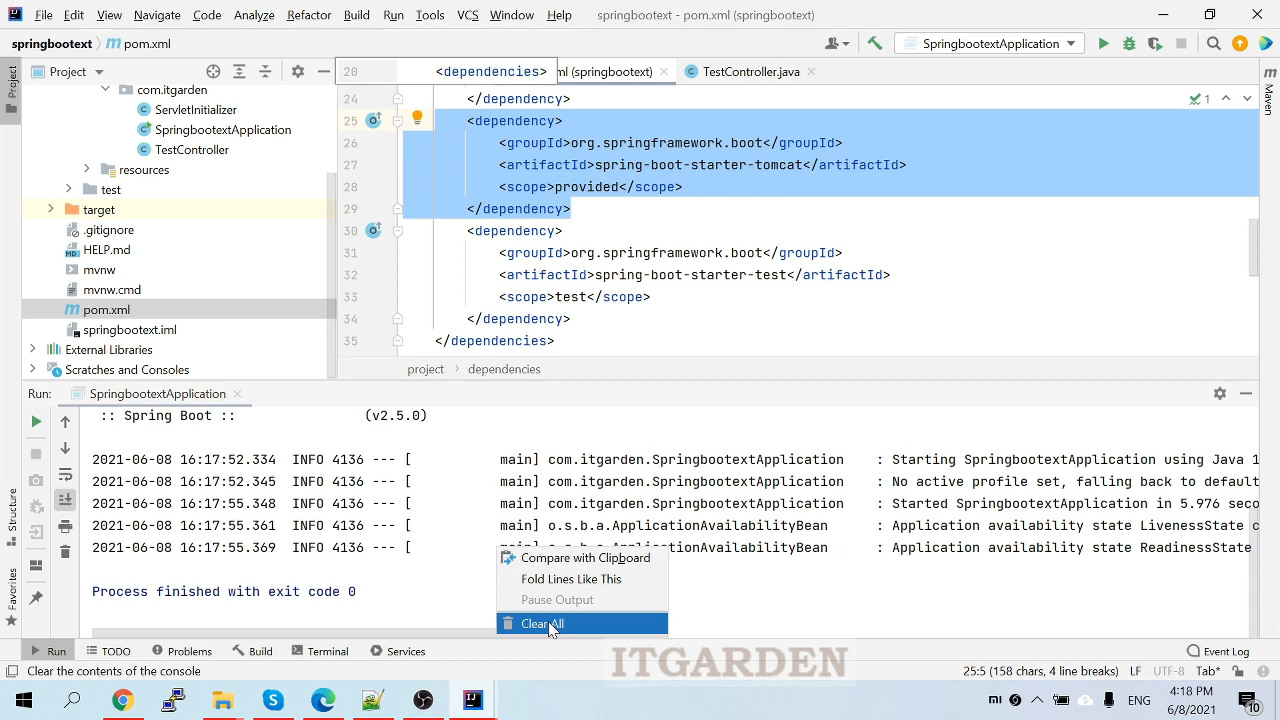 File Edit View Navigate Code Analyze Refactor Build Run Tools VCS Window Help springbootext - pom.xml (springbootext)
springbootext pom.xml SpringbootextApplication
Project 20 <dependencies> ml (springbootext) TestController.java
com.itgarden
ServletInitializer
SpringbootextApplication
TestController
resources
test
target
.gitignore
HELP.md
mvnw
mvnw.cmd
pom.xml
springbootext.iml
External Libraries
Scratches and Consoles
24 </dependency> 1
25 <dependency>
26 <groupId>org.springframework.boot</groupId>
27 <artifactId>spring-boot-starter-tomcat</artifactId>
28 <scope>provided</scope>
29 </dependency>
30 <dependency>
31 <groupId>org.springframework.boot</groupId>
32 <artifactId>spring-boot-starter-test</artifactId>
33 <scope>test</scope>
34 </dependency>
35 </dependencies>
project dependencies
Project
Structure
Favorites
Maven
Run: SpringbootextApplication
:: Spring Boot :: (v2.5.0)
2021-06-08 16:17:52.334 INFO 4136 --- [ main] com.itgarden.SpringbootextApplication : Starting SpringbootextApplication using Java 1
2021-06-08 16:17:52.345 INFO 4136 --- [ main] com.itgarden.SpringbootextApplication : No active profile set, falling back to default
2021-06-08 16:17:55.348 INFO 4136 --- [ main] com.itgarden.SpringbootextApplication : Started SpringbootextApplication in 5.976 seco
2021-06-08 16:17:55.361 INFO 4136 --- [ main] o.s.b.a.ApplicationAvailabilityBean : Application availability state LivenessState c
2021-06-08 16:17:55.369 INFO 4136 --- [ main] o.s.b.a.ApplicationAvailabilityBean : Application availability state ReadinessState
Process finished with exit code 0
Compare with Clipboard
Fold Lines Like This
Pause Output
Clear All
Run TODO Problems Build Terminal Services Event Log
Clear the contents of the console 25:5 (158 chars, 4 line breaks) LF UTF-8 Tab*
ITGARDEN
ENG 4:18 PM
6/8/2021
10